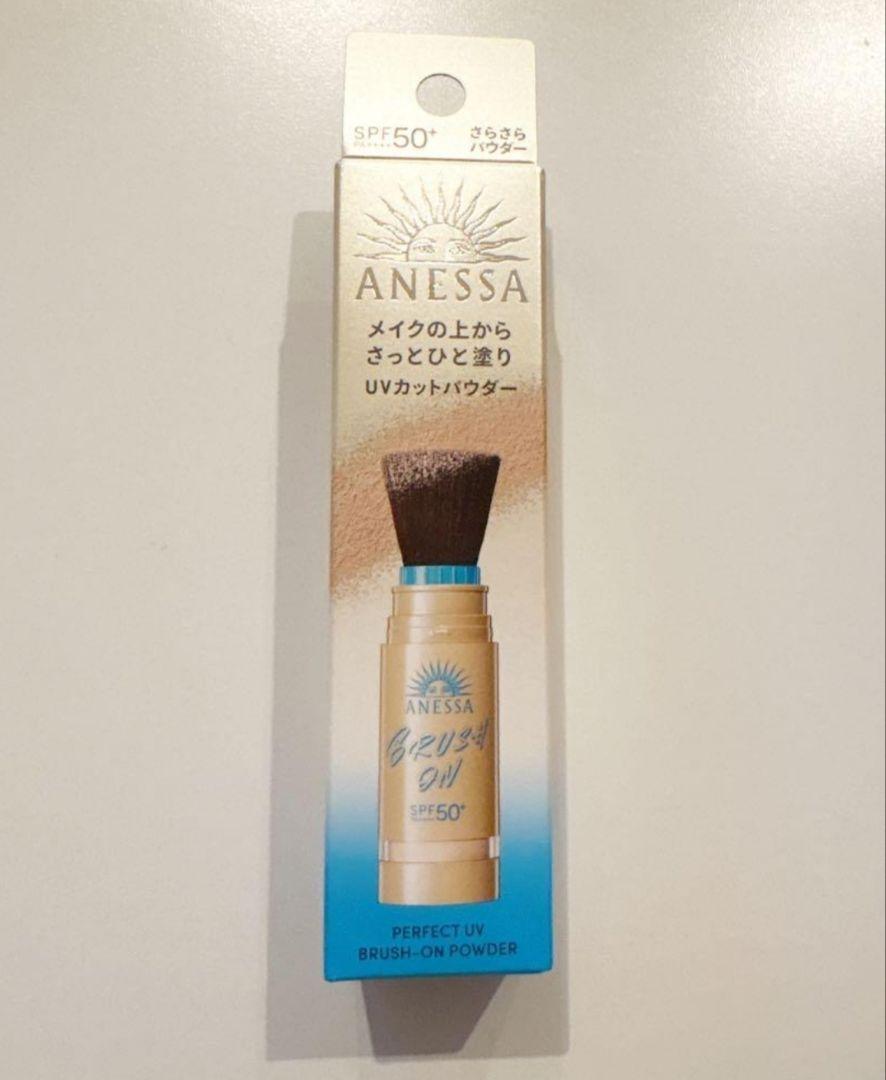 SPF50+
PA++++
さらさら
パウダー
ANESSA
メイクの上から
さっとひと塗り
UVカットパウダー
ANESSA
BRUSH
ON
SPF50+
PERFECT UV
BRUSH-ON POWDER